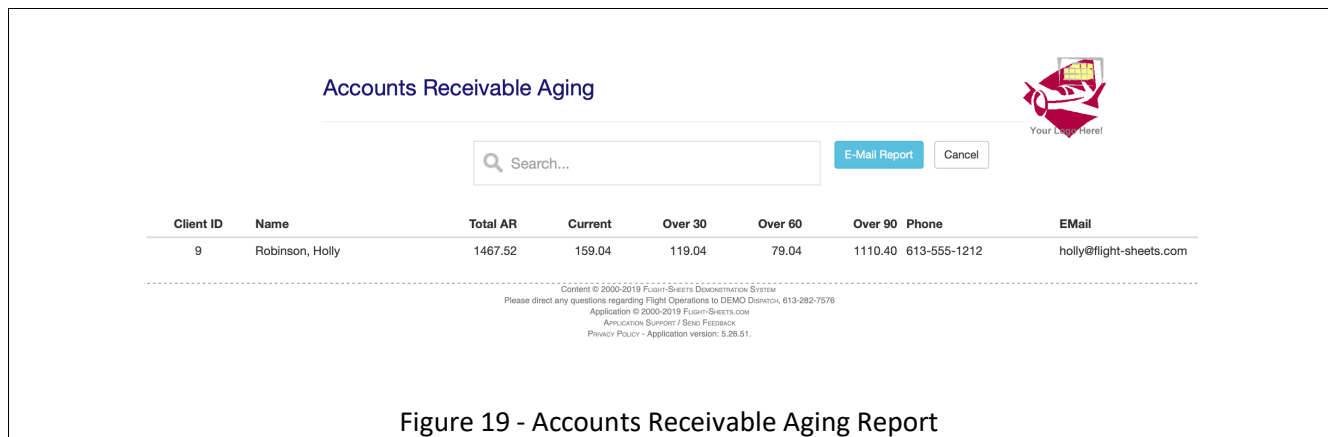 Accounts Receivable Aging
Your Logo Here!
Search...
E-Mail Report Cancel
Client ID Name Total AR Current Over 30 Over 60 Over 90 Phone EMail
9 Robinson, Holly 1467.52 159.04 119.04 79.04 1110.40 613-555-1212 holly@flight-sheets.com
Content © 2000-2019 Flight-Sheets Demonstration System
Please direct any questions regarding Flight Operations to DEMO Dispatch, 613-282-7576
Application © 2000-2019 Flight-Sheets.com
Application Support / Send Feedback
Privacy Policy - Application version: 5.26.51.
Figure 19 - Accounts Receivable Aging Report